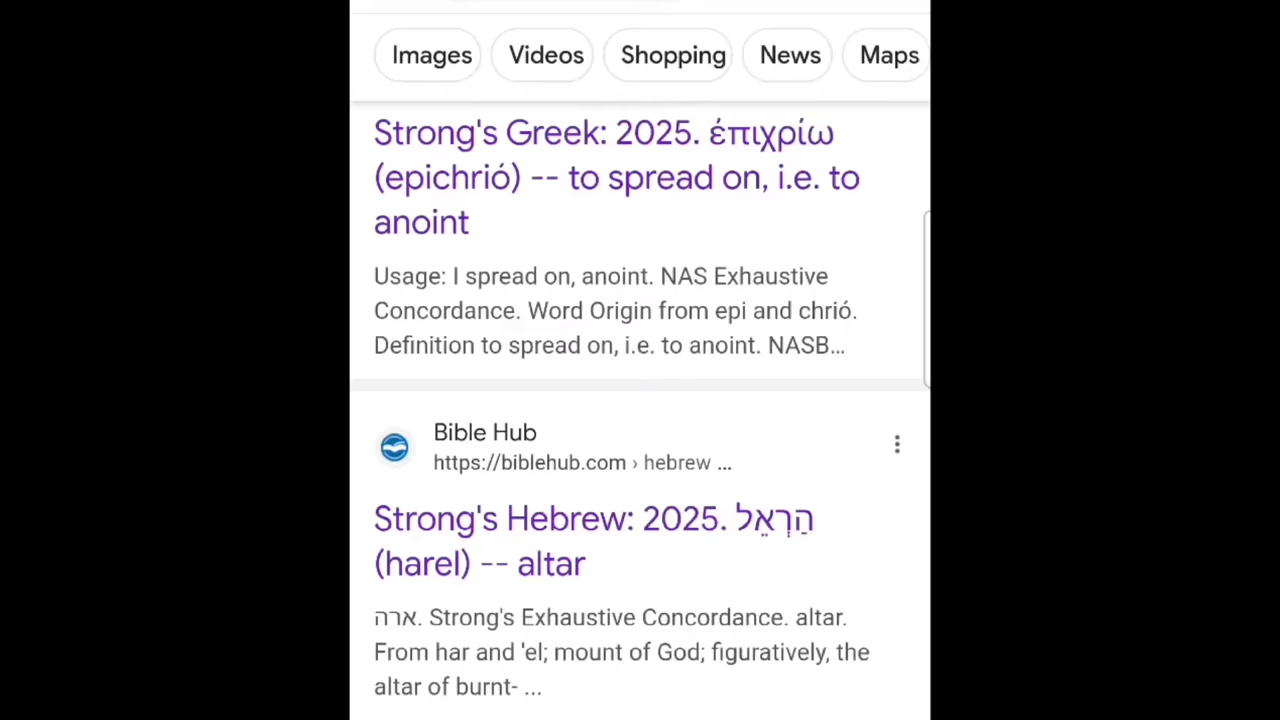 Images Videos Shopping News Maps
Strong's Greek: 2025. ἐπιχρίω
(epichrió) -- to spread on, i.e. to
anoint
Usage: I spread on, anoint. NAS Exhaustive
Concordance. Word Origin from epi and chrió.
Definition to spread on, i.e. to anoint. NASB...
Bible Hub
https://biblehub.com › hebrew ...
Strong's Hebrew: 2025. הַרְאֵל
(harel) -- altar
ארה. Strong's Exhaustive Concordance. altar.
From har and 'el; mount of God; figuratively, the
altar of burnt- ...